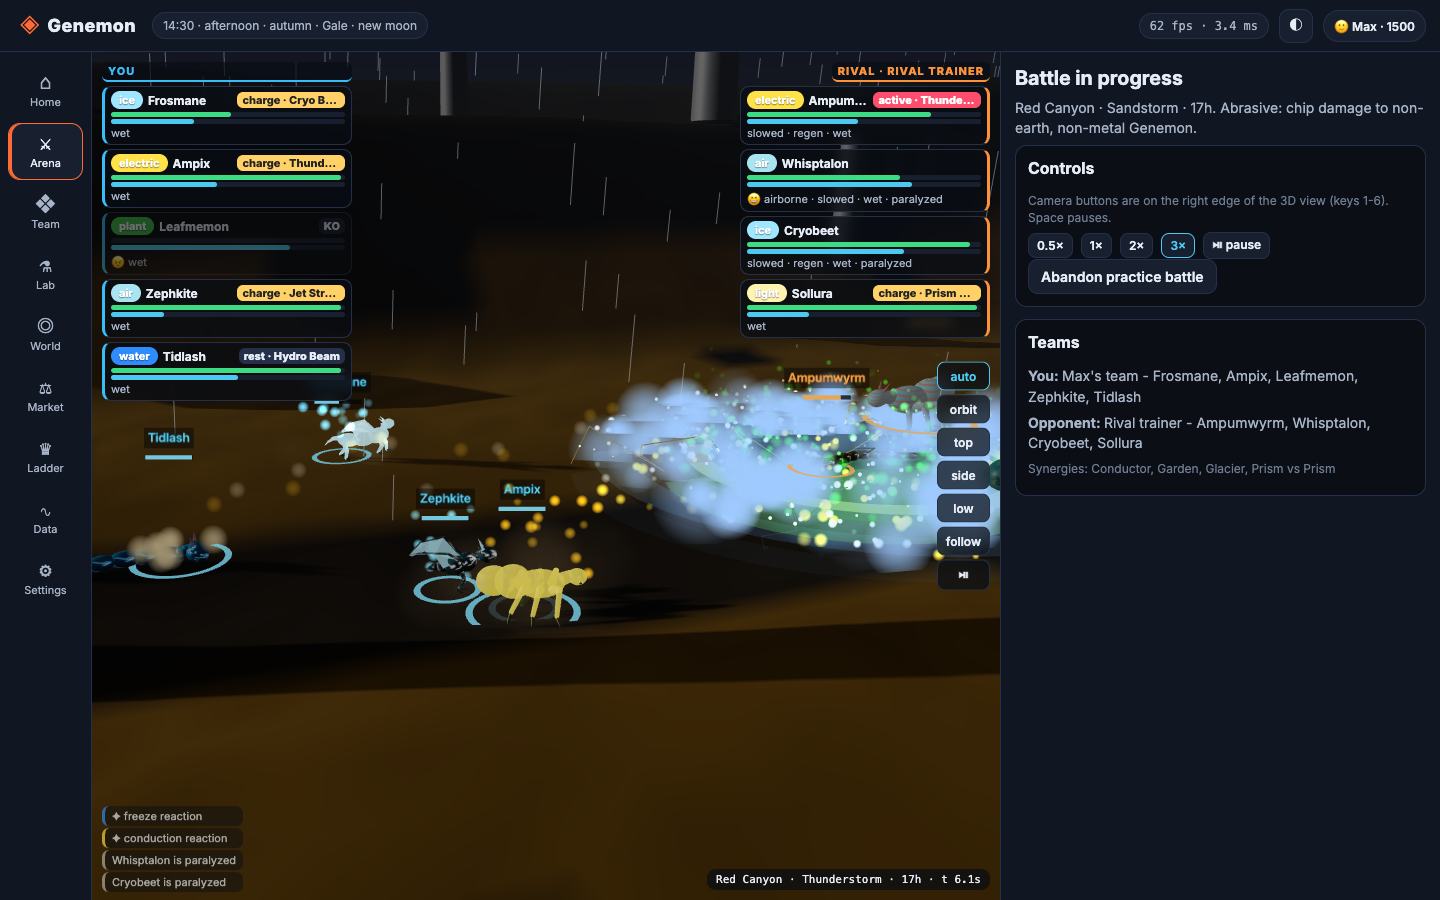 Genemon
14:30 · afternoon · autumn · Gale · new moon
62 fps · 3.4 ms
Max · 1500
Home
Arena
Team
Lab
World
Market
Ladder
Data
Settings
YOU
ice Frosmane charge · Cryo B...
wet
electric Ampix charge · Thund...
wet
plant Leafmemon KO
wet
air Zephkite charge · Jet Str...
wet
water Tidlash rest · Hydro Beam
wet
RIVAL · RIVAL TRAINER
electric Ampum... active · Thunde...
slowed · regen · wet
air Whisptalon
airborne · slowed · wet · paralyzed
ice Cryobeet
slowed · regen · wet · paralyzed
light Sollura charge · Prism ...
wet
ne
Ampumwyrm
Tidlash
Zephkite
Ampix
auto
orbit
top
side
low
follow
✦ freeze reaction
✦ conduction reaction
Whisptalon is paralyzed
Cryobeet is paralyzed
Red Canyon · Thunderstorm · 17h · t 6.1s
Battle in progress
Red Canyon · Sandstorm · 17h. Abrasive: chip damage to non-
earth, non-metal Genemon.
Controls
Camera buttons are on the right edge of the 3D view (keys 1-6).
Space pauses.
0.5× 1× 2× 3× pause
Abandon practice battle
Teams
You: Max's team - Frosmane, Ampix, Leafmemon,
Zephkite, Tidlash
Opponent: Rival trainer - Ampumwyrm, Whisptalon,
Cryobeet, Sollura
Synergies: Conductor, Garden, Glacier, Prism vs Prism